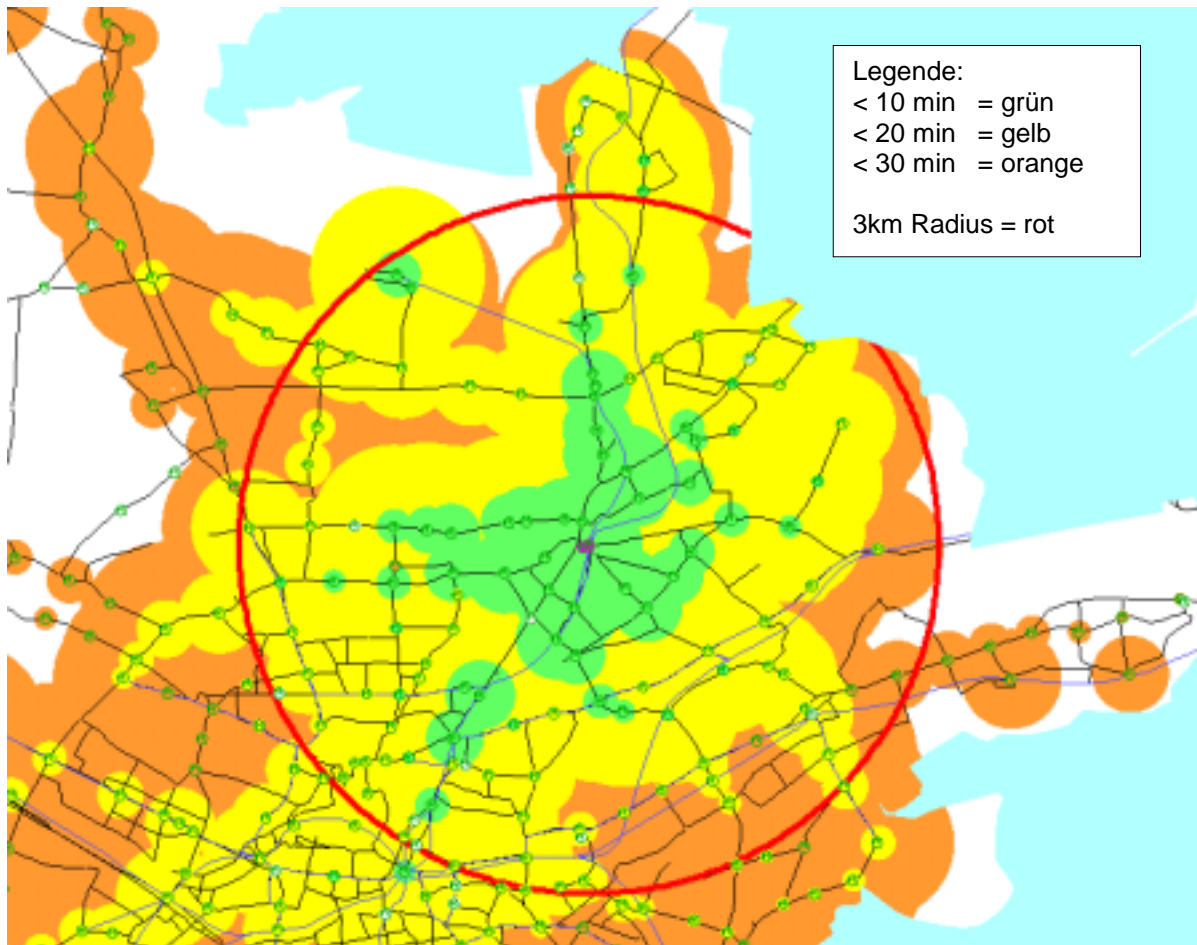 Legende:
< 10 min = grün
< 20 min = gelb
< 30 min = orange
3km Radius = rot